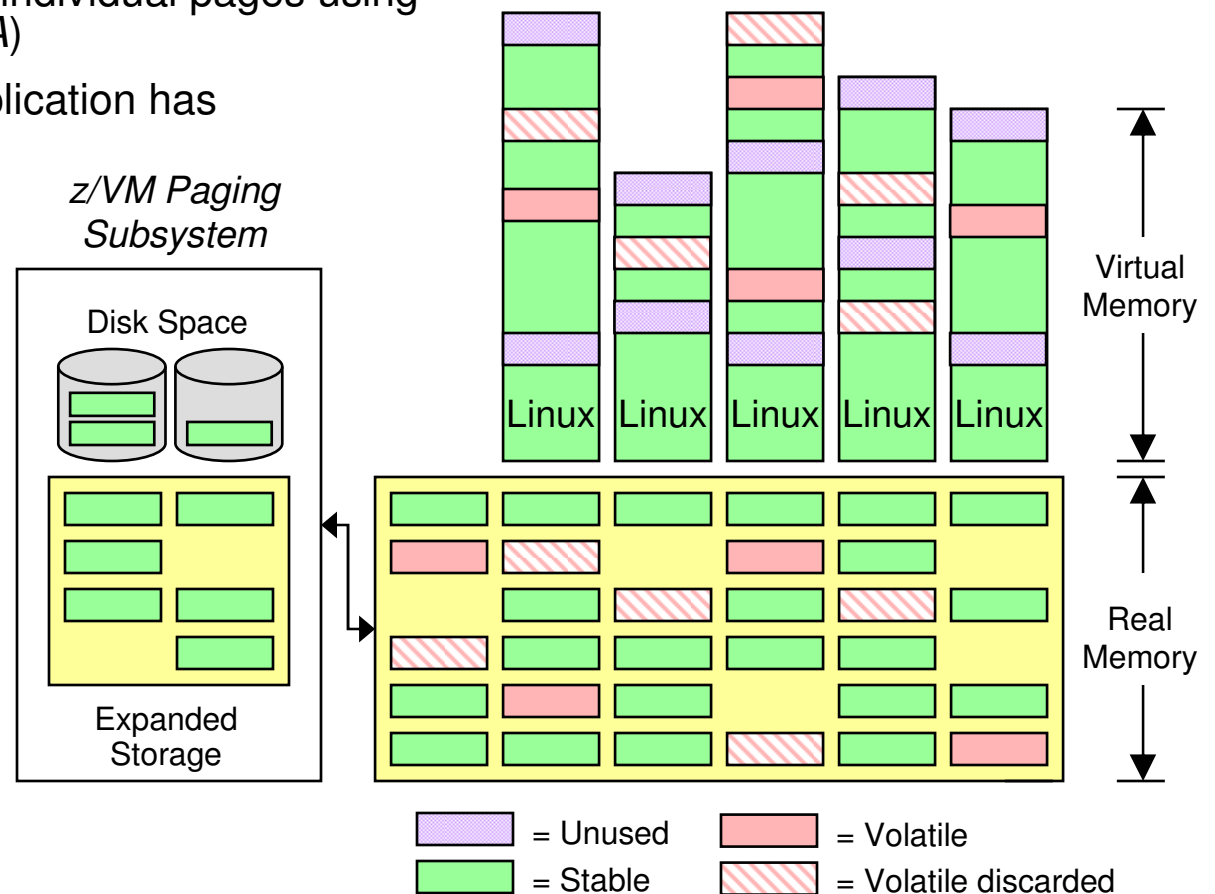 individual pages using
A)
plication has
z/VM Paging
Subsystem
Disk Space
Expanded
Storage
Linux Linux Linux Linux Linux
Virtual
Memory
Real
Memory
= Unused
= Volatile
= Stable
= Volatile discarded